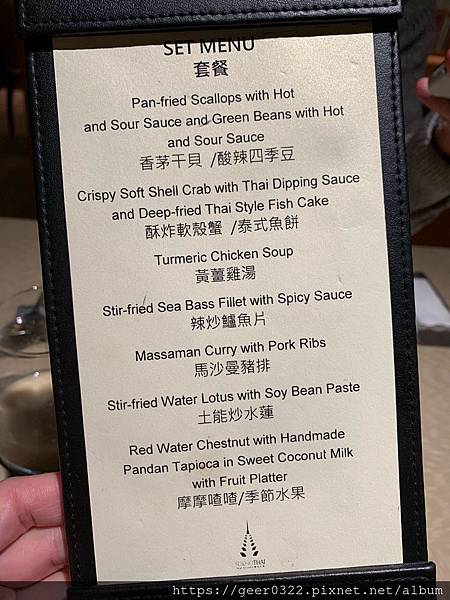 SET MENU
套餐
Pan-fried Scallops with Hot
and Sour Sauce and Green Beans with Hot
and Sour Sauce
香茅干貝 /酸辣四季豆
Crispy Soft Shell Crab with Thai Dipping Sauce
and Deep-fried Thai Style Fish Cake
酥炸軟殼蟹 /泰式魚餅
Turmeric Chicken Soup
黃薑雞湯
Stir-fried Sea Bass Fillet with Spicy Sauce
辣炒鱸魚片
Massaman Curry with Pork Ribs
馬沙曼豬排
Stir-fried Water Lotus with Soy Bean Paste
土能炒水蓮
Red Water Chestnut with Handmade
Pandan Tapioca in Sweet Coconut Milk
with Fruit Platter
摩摩喳喳/季節水果
https://geer0322.pixnet.net/album